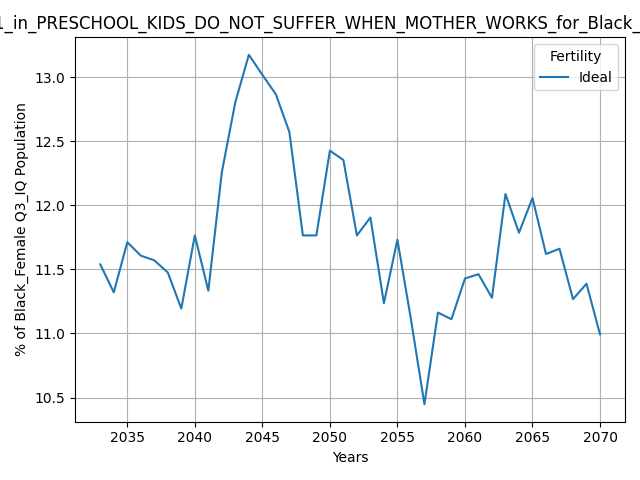 1_in_PRESCHOOL_KIDS_DO_NOT_SUFFER_WHEN_MOTHER_WORKS_for_Black_
Fertility
Ideal
% of Black_Female Q3_IQ Population
13.0
12.5
12.0
11.5
11.0
10.5
2035 2040 2045 2050 2055 2060 2065 2070
Years